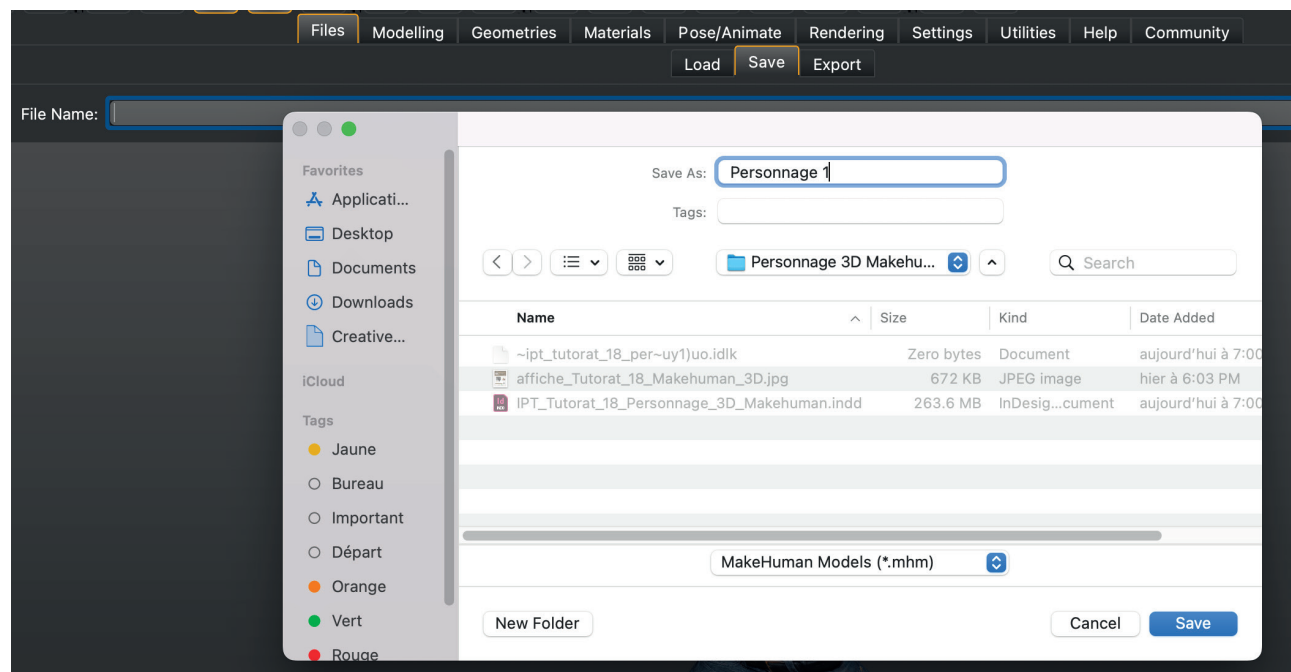 Files Modelling Geometries Materials Pose/Animate Rendering Settings Utilities Help Community
Load Save Export
File Name:
Save As: Personnage 1
Tags:
Personnage 3D Makehu...
Search
Favorites
Applicati...
Desktop
Documents
Downloads
Creative...
iCloud
Tags
Jaune
Bureau
Important
Départ
Orange
Vert
Rouge
Name Size Kind Date Added
~ipt_tutorat_18_per~uy1)uo.idlk Zero bytes Document aujourd’hui à 7:00
affiche_Tutorat_18_Makehuman_3D.jpg 672 KB JPEG image hier à 6:03 PM
IPT_Tutorat_18_Personnage_3D_Makehuman.indd 263.6 MB InDesig...cument aujourd’hui à 7:00
MakeHuman Models (*.mhm)
New Folder Cancel Save